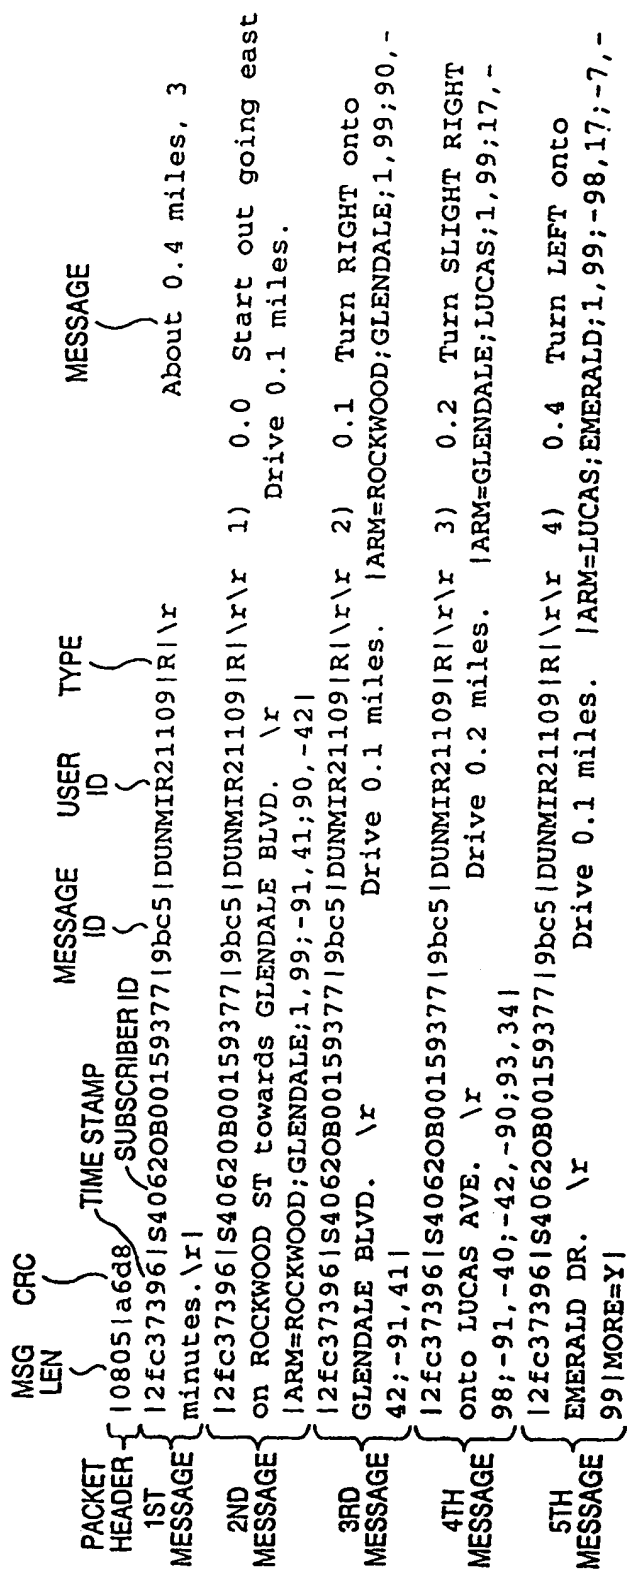 MSG
LEN
CRC
TIME STAMP
SUBSCRIBER ID
MESSAGE
ID
USER
ID
TYPE
MESSAGE
PACKET
HEADER
|0805|a6d8
1ST
MESSAGE
|2fc37396|S40620B00159377|9bc5|DUNMIR21109|R|\r About 0.4 miles, 3
minutes.\r|
2ND
MESSAGE
|2fc37396|S40620B00159377|9bc5|DUNMIR21109|R|\r\r 1) 0.0 Start out going east
on ROCKWOOD ST towards GLENDALE BLVD. \r Drive 0.1 miles.
|ARM=ROCKWOOD;GLENDALE;1,99;-91,41;90,-42|
3RD
MESSAGE
|2fc37396|S40620B00159377|9bc5|DUNMIR21109|R|\r\r 2) 0.1 Turn RIGHT onto
GLENDALE BLVD. \r Drive 0.1 miles. |ARM=ROCKWOOD;GLENDALE;1,99;90,-
42;-91,41|
4TH
MESSAGE
|2fc37396|S40620B00159377|9bc5|DUNMIR21109|R|\r\r 3) 0.2 Turn SLIGHT RIGHT
onto LUCAS AVE. \r Drive 0.2 miles. |ARM=GLENDALE;LUCAS;1,99;17,-
98;-91,-40;-42,-90;93,34|
5TH
MESSAGE
|2fc37396|S40620B00159377|9bc5|DUNMIR21109|R|\r\r 4) 0.4 Turn LEFT onto
EMERALD DR. \r Drive 0.1 miles. |ARM=LUCAS;EMERALD;1,99;-98,17;-7,-
99|MORE=Y|